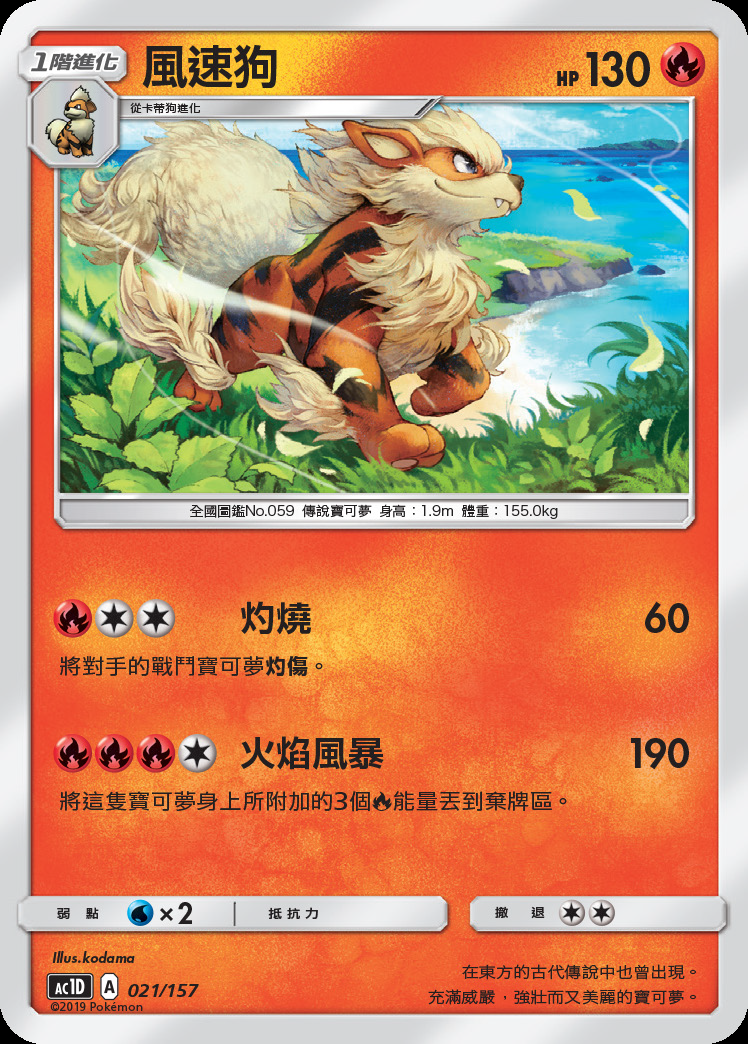 1階進化 風速狗 HP 130
從卡蒂狗進化
全國圖鑑No.059 傳說寶可夢 身高：1.9m 體重：155.0kg
灼燒 60
將對手的戰鬥寶可夢灼傷。
火焰風暴 190
將這隻寶可夢身上所附加的3個能量丟到棄牌區。
弱點 ×2 抵抗力 撤退
Illus.kodama
AC1D A 021/157
©2019 Pokémon
在東方的古代傳說中也曾出現。
充滿威嚴，強壯而又美麗的寶可夢。